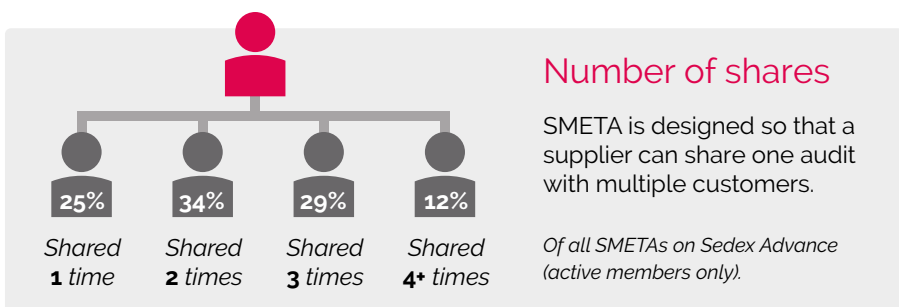 Number of shares
SMETA is designed so that a
supplier can share one audit
with multiple customers.
Of all SMETAs on Sedex Advance
(active members only).
25%
Shared
1 time
34%
Shared
2 times
29%
Shared
3 times
12%
Shared
4+ times